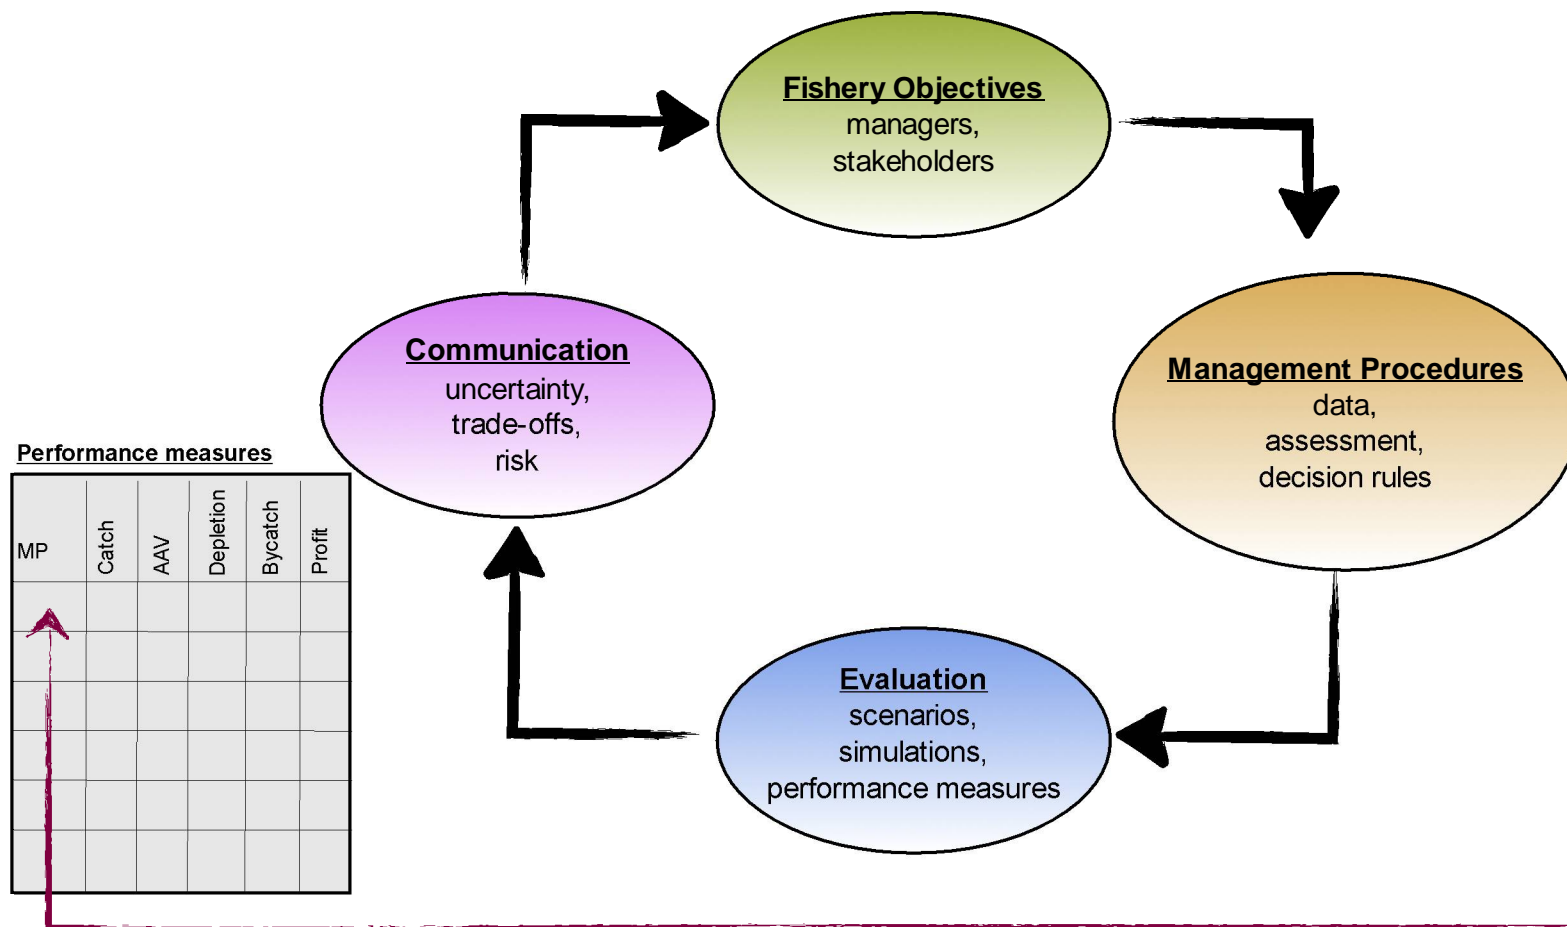 Fishery Objectives
managers,
stakeholders
Management Procedures
data,
assessment,
decision rules
Evaluation
scenarios,
simulations,
performance measures
Communication
uncertainty,
trade-offs,
risk
Performance measures
MP
Catch
AAV
Depletion
Bycatch
Profit